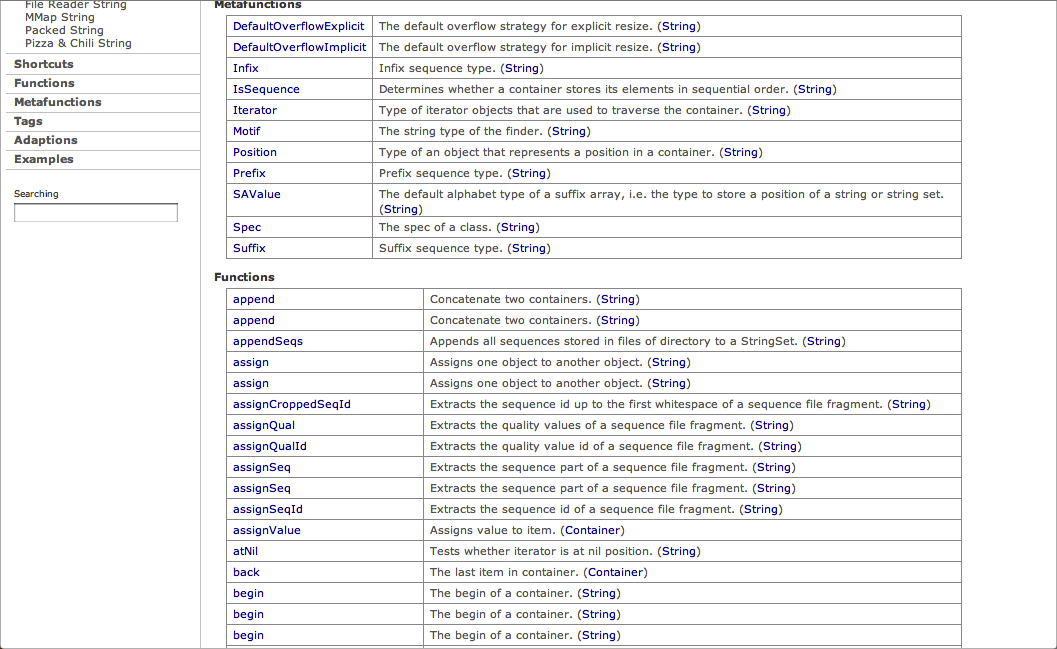 File Reader String
MMap String
Packed String
Pizza & Chili String
Shortcuts
Functions
Metafunctions
Tags
Adaptions
Examples
Searching
Metafunctions
DefaultOverflowExplicit The default overflow strategy for explicit resize. (String)
DefaultOverflowImplicit The default overflow strategy for implicit resize. (String)
Infix Infix sequence type. (String)
IsSequence Determines whether a container stores its elements in sequential order. (String)
Iterator Type of iterator objects that are used to traverse the container. (String)
Motif The string type of the finder. (String)
Position Type of an object that represents a position in a container. (String)
Prefix Prefix sequence type. (String)
SAValue The default alphabet type of a suffix array, i.e. the type to store a position of a string or string set.
(String)
Spec The spec of a class. (String)
Suffix Suffix sequence type. (String)
Functions
append Concatenate two containers. (String)
append Concatenate two containers. (String)
appendSeqs Appends all sequences stored in files of directory to a StringSet. (String)
assign Assigns one object to another object. (String)
assign Assigns one object to another object. (String)
assignCroppedSeqId Extracts the sequence id up to the first whitespace of a sequence file fragment. (String)
assignQual Extracts the quality values of a sequence file fragment. (String)
assignQualId Extracts the quality value id of a sequence file fragment. (String)
assignSeq Extracts the sequence part of a sequence file fragment. (String)
assignSeq Extracts the sequence part of a sequence file fragment. (String)
assignSeqId Extracts the sequence id of a sequence file fragment. (String)
assignValue Assigns value to item. (Container)
atNil Tests whether iterator is at nil position. (String)
back The last item in container. (Container)
begin The begin of a container. (String)
begin The begin of a container. (String)
begin The begin of a container. (String)